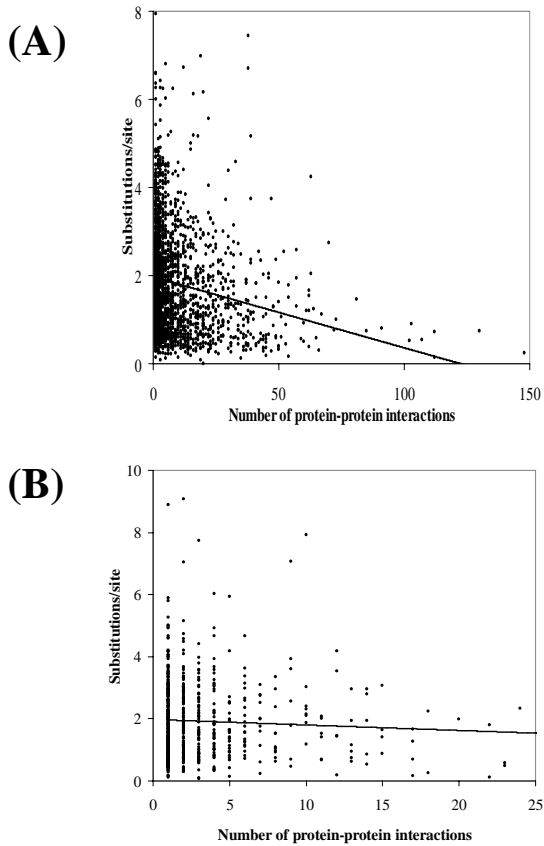 (A)
8
6
4
2
0
Substitutions/site
0 50 100 150
Number of protein-protein interactions
(B)
10
8
6
4
2
0
Substitutions/site
0 5 10 15 20 25
Number of protein-protein interactions